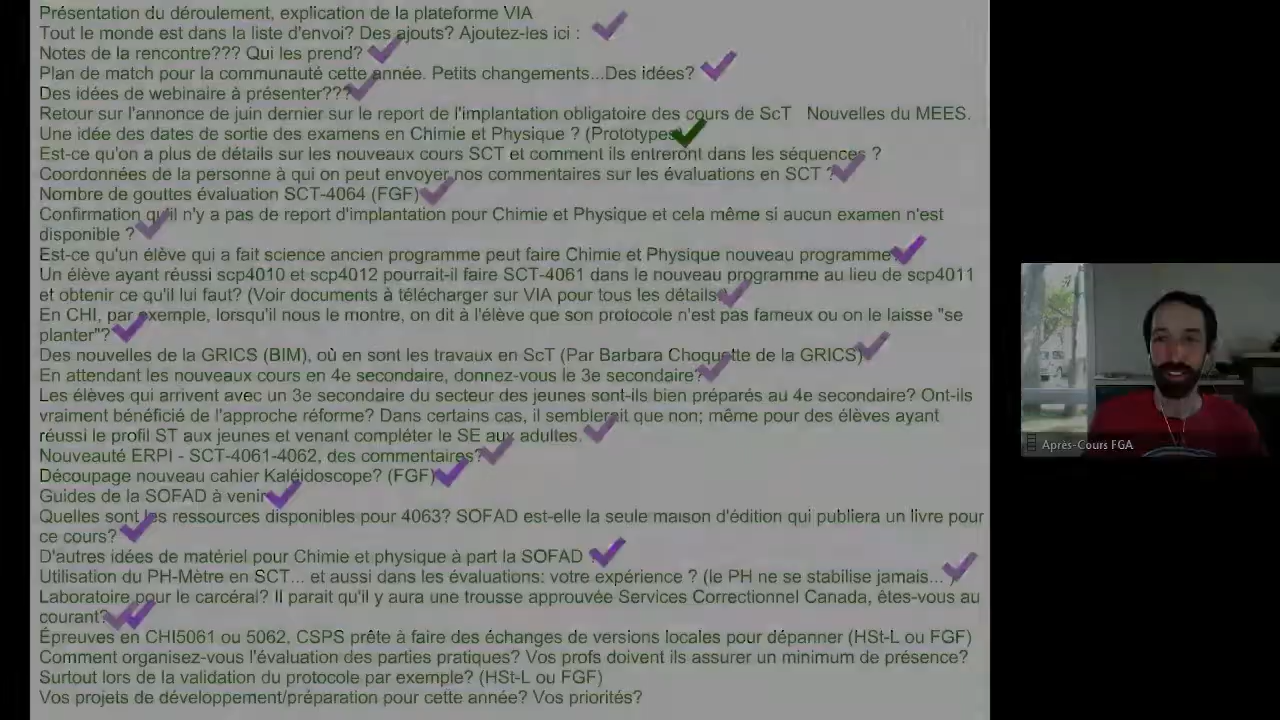 Présentation du déroulement, explication de la plateforme VIA
Tout le monde est dans la liste d'envoi? Des ajouts? Ajoutez-les ici :
Notes de la rencontre??? Qui les prend?
Plan de match pour la communauté cette année. Petits changements...Des idées?
Des idées de webinaire à présenter???
Retour sur l'annonce de juin dernier sur le report de l'implantation obligatoire des cours de ScT   Nouvelles du MEES.
Une idée des dates de sortie des examens en Chimie et Physique ? (Prototypes)
Est-ce qu'on a plus de détails sur les nouveaux cours SCT et comment ils entreront dans les séquences ?
Coordonnées de la personne à qui on peut envoyer nos commentaires sur les évaluations en SCT ?
Nombre de gouttes évaluation SCT-4064 (FGF)
Confirmation qu'il n'y a pas de report d'implantation pour Chimie et Physique et cela même si aucun examen n'est
disponible ?
Est-ce qu'un élève qui a fait science ancien programme peut faire Chimie et Physique nouveau programme
Un élève ayant réussi scp4010 et scp4012 pourrait-il faire SCT-4061 dans le nouveau programme au lieu de scp4011
et obtenir ce qu'il lui faut? (Voir documents à télécharger sur VIA pour tous les détails
En CHI, par exemple, lorsqu'il nous le montre, on dit à l'élève que son protocole n'est pas fameux ou on le laisse "se
planter"?
Des nouvelles de la GRICS (BIM), où en sont les travaux en ScT (Par Barbara Choquette de la GRICS)
En attendant les nouveaux cours en 4e secondaire, donnez-vous le 3e secondaire?
Les élèves qui arrivent avec un 3e secondaire du secteur des jeunes sont-ils bien préparés au 4e secondaire? Ont-ils
vraiment bénéficié de l'approche réforme? Dans certains cas, il semblerait que non; même pour des élèves ayant
réussi le profil ST aux jeunes et venant compléter le SE aux adultes.
Nouveauté ERPI - SCT-4061-4062, des commentaires?
Découpage nouveau cahier Kaléidoscope? (FGF)
Guides de la SOFAD à venir
Quelles sont les ressources disponibles pour 4063? SOFAD est-elle la seule maison d'édition qui publiera un livre pour
ce cours?
D'autres idées de matériel pour Chimie et physique à part la SOFAD ?
Utilisation du PH-Mètre en SCT... et aussi dans les évaluations: votre expérience ? (le PH ne se stabilise jamais... )
Laboratoire pour le carcéral? Il parait qu'il y aura une trousse approuvée Services Correctionnel Canada, êtes-vous au
courant?
Épreuves en CHI5061 ou 5062, CSPS prête à faire des échanges de versions locales pour dépanner (HSt-L ou FGF)
Comment organisez-vous l'évaluation des parties pratiques? Vos profs doivent ils assurer un minimum de présence?
Surtout lors de la validation du protocole par exemple? (HSt-L ou FGF)
Vos projets de développement/préparation pour cette année? Vos priorités?
Après-Cours FGA